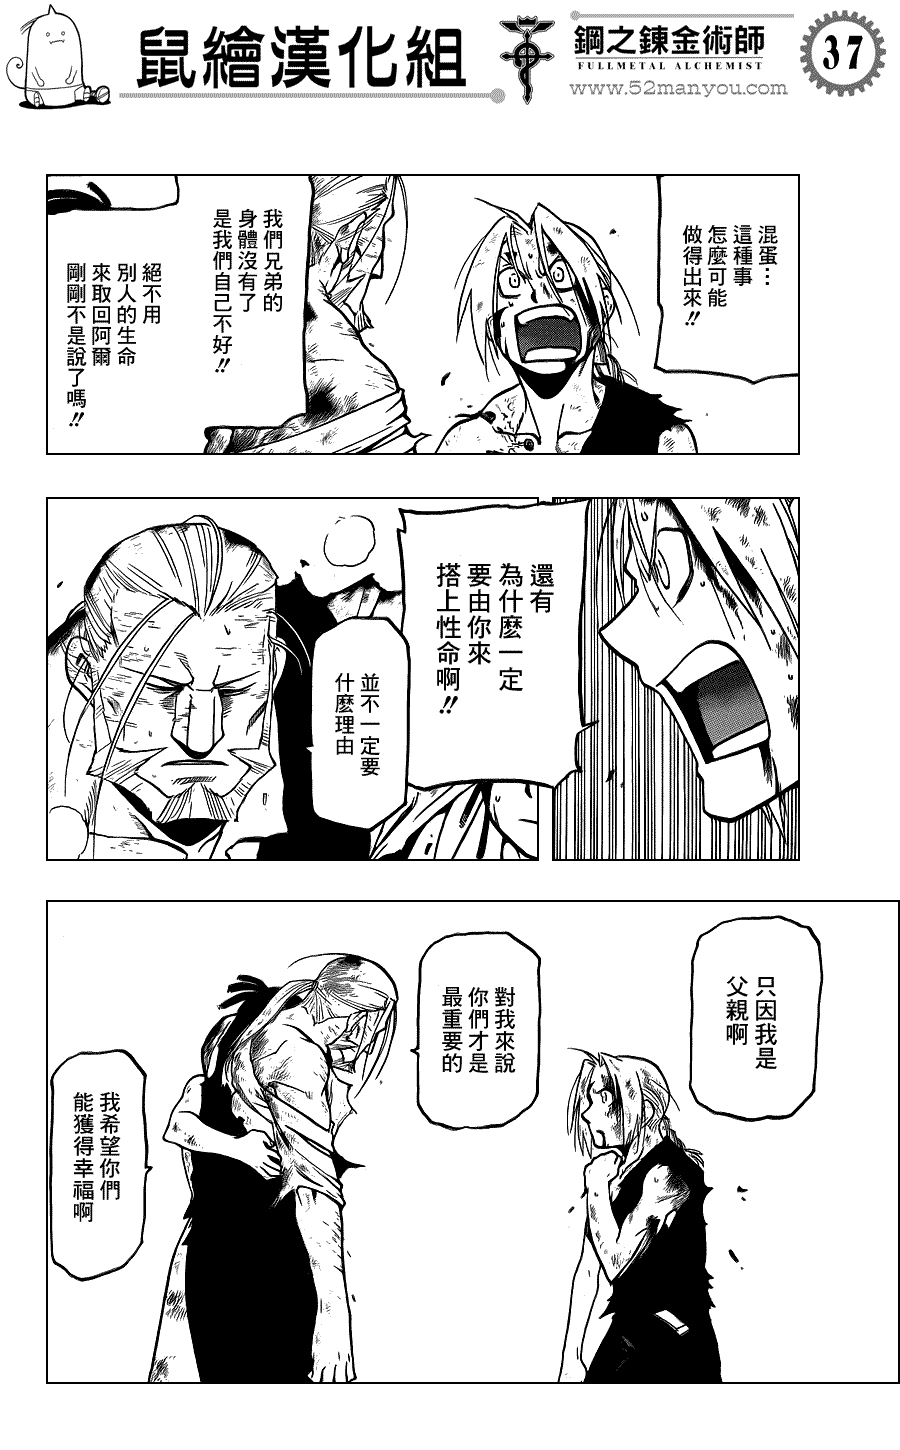 鼠繪漢化組
鋼之鍊金術師
FULLMETAL ALCHEMIST
www.52manyou.com
37
混蛋…
這種事
怎麼可能
做得出來!!
我們兄弟的
身體沒有了
是我們自己不好!!
絕不用
別人的生命
來取回阿爾
剛剛不是說了嗎!!
還有
為什麽一定
要由你來
搭上性命啊!!
並不一定要
什麽理由
只因我是
父親啊
對我來說
你們才是
最重要的
我希望你們
能獲得幸福啊